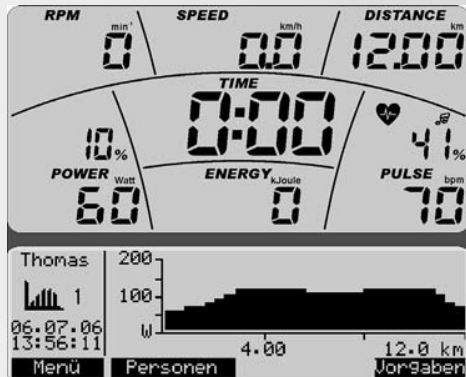 RPM SPEED DISTANCE
min⁻¹ km/h km
0 0.0 12.00
TIME
0:00
10% 41%
POWER Watt ENERGY kJoule PULSE bpm
60 0 70
Thomas
1
06.07.06
13:56:11
200
100
W
4.00 12.0 km
Menü Personen Vorgaben